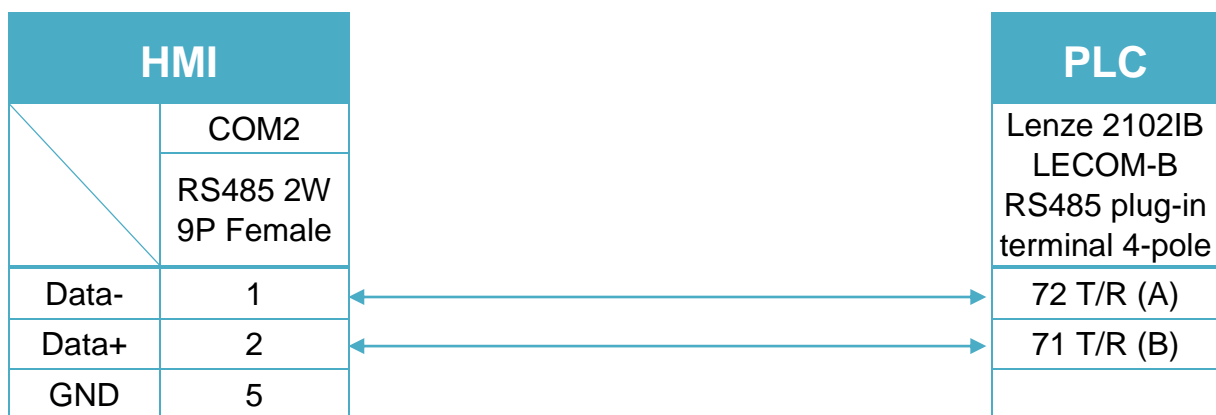 HMI
PLC
COM2
RS485 2W
9P Female
Lenze 2102IB
LECOM-B
RS485 plug-in
terminal 4-pole
Data- 1 72 T/R (A)
Data+ 2 71 T/R (B)
GND 5